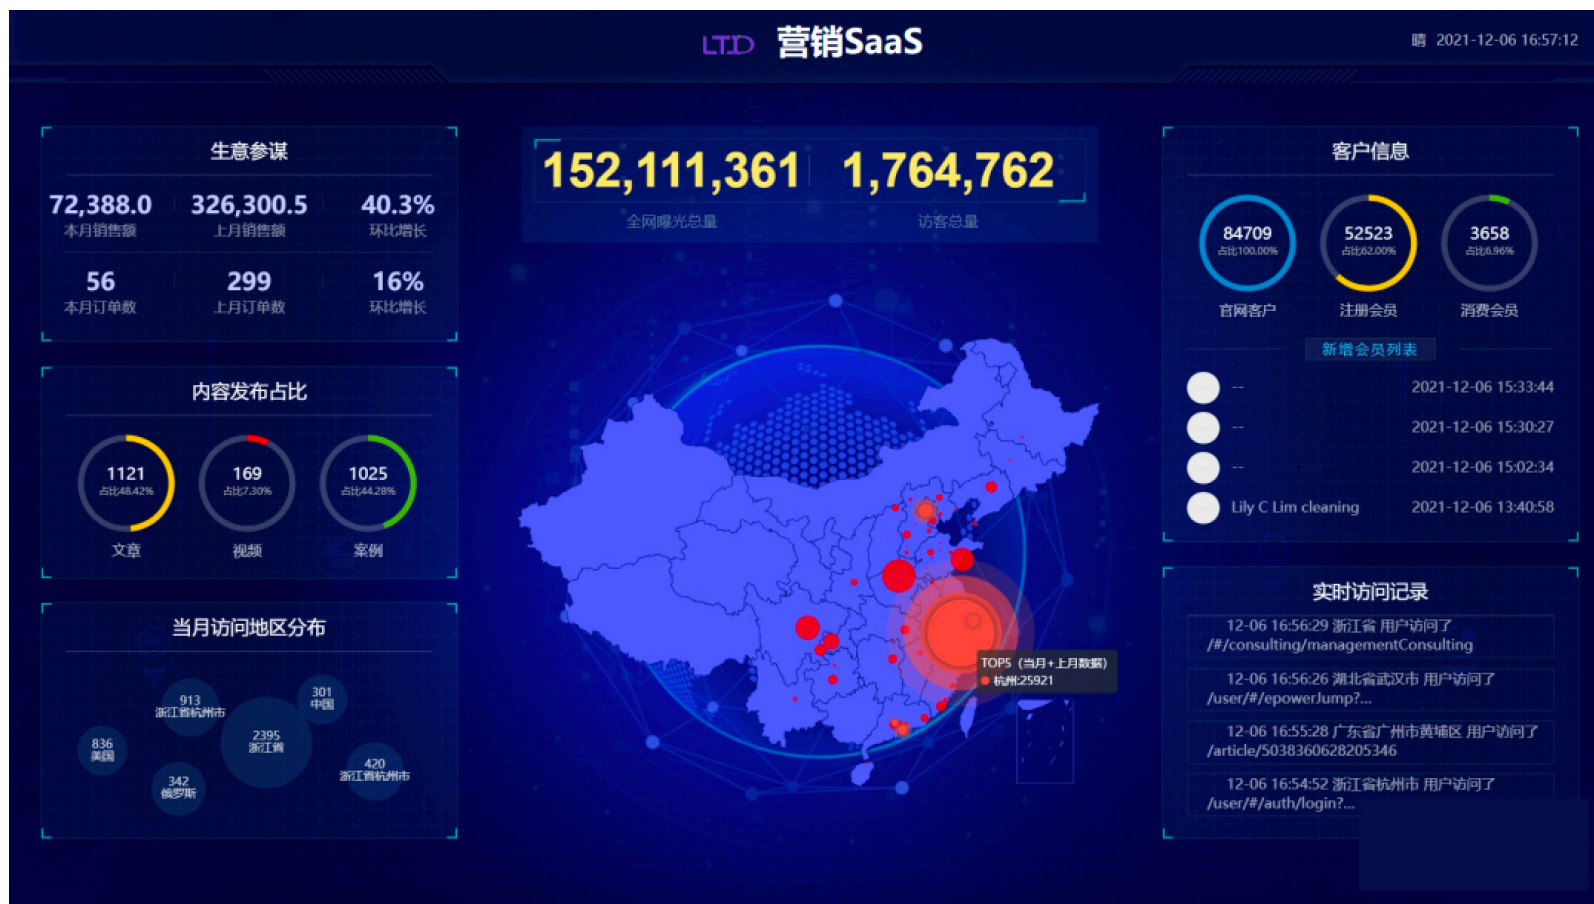 LTD 营销SaaS
晴 2021-12-06 16:57:12
生意参谋
72,388.0 326,300.5 40.3%
本月销售额 上月销售额 环比增长
56 299 16%
本月订单数 上月订单数 环比增长
内容发布占比
1121 169 1025
占比48.42% 占比7.30% 占比44.28%
文章 视频 案例
当月访问地区分布
301
中国
913
浙江省杭州市
2395
浙江省
836
美国
420
浙江省杭州市
342
俄罗斯
152,111,361 1,764,762
全网曝光总量 访客总量
TOP5（当月+上月数据）
杭州:25921
客户信息
84709 52523 3658
占比100.00% 占比62.00% 占比6.96%
官网客户 注册会员 消费会员
新增会员列表
-- 2021-12-06 15:33:44
-- 2021-12-06 15:30:27
-- 2021-12-06 15:02:34
Lily C Lim cleaning 2021-12-06 13:40:58
实时访问记录
12-06 16:56:29 浙江省 用户访问了
/#/consulting/managementConsulting
12-06 16:56:26 湖北省武汉市 用户访问了
/user/#/epowerJump?...
12-06 16:55:28 广东省广州市黄埔区 用户访问了
/article/5038360628205346
12-06 16:54:52 浙江省杭州市 用户访问了
/user/#/auth/login?...